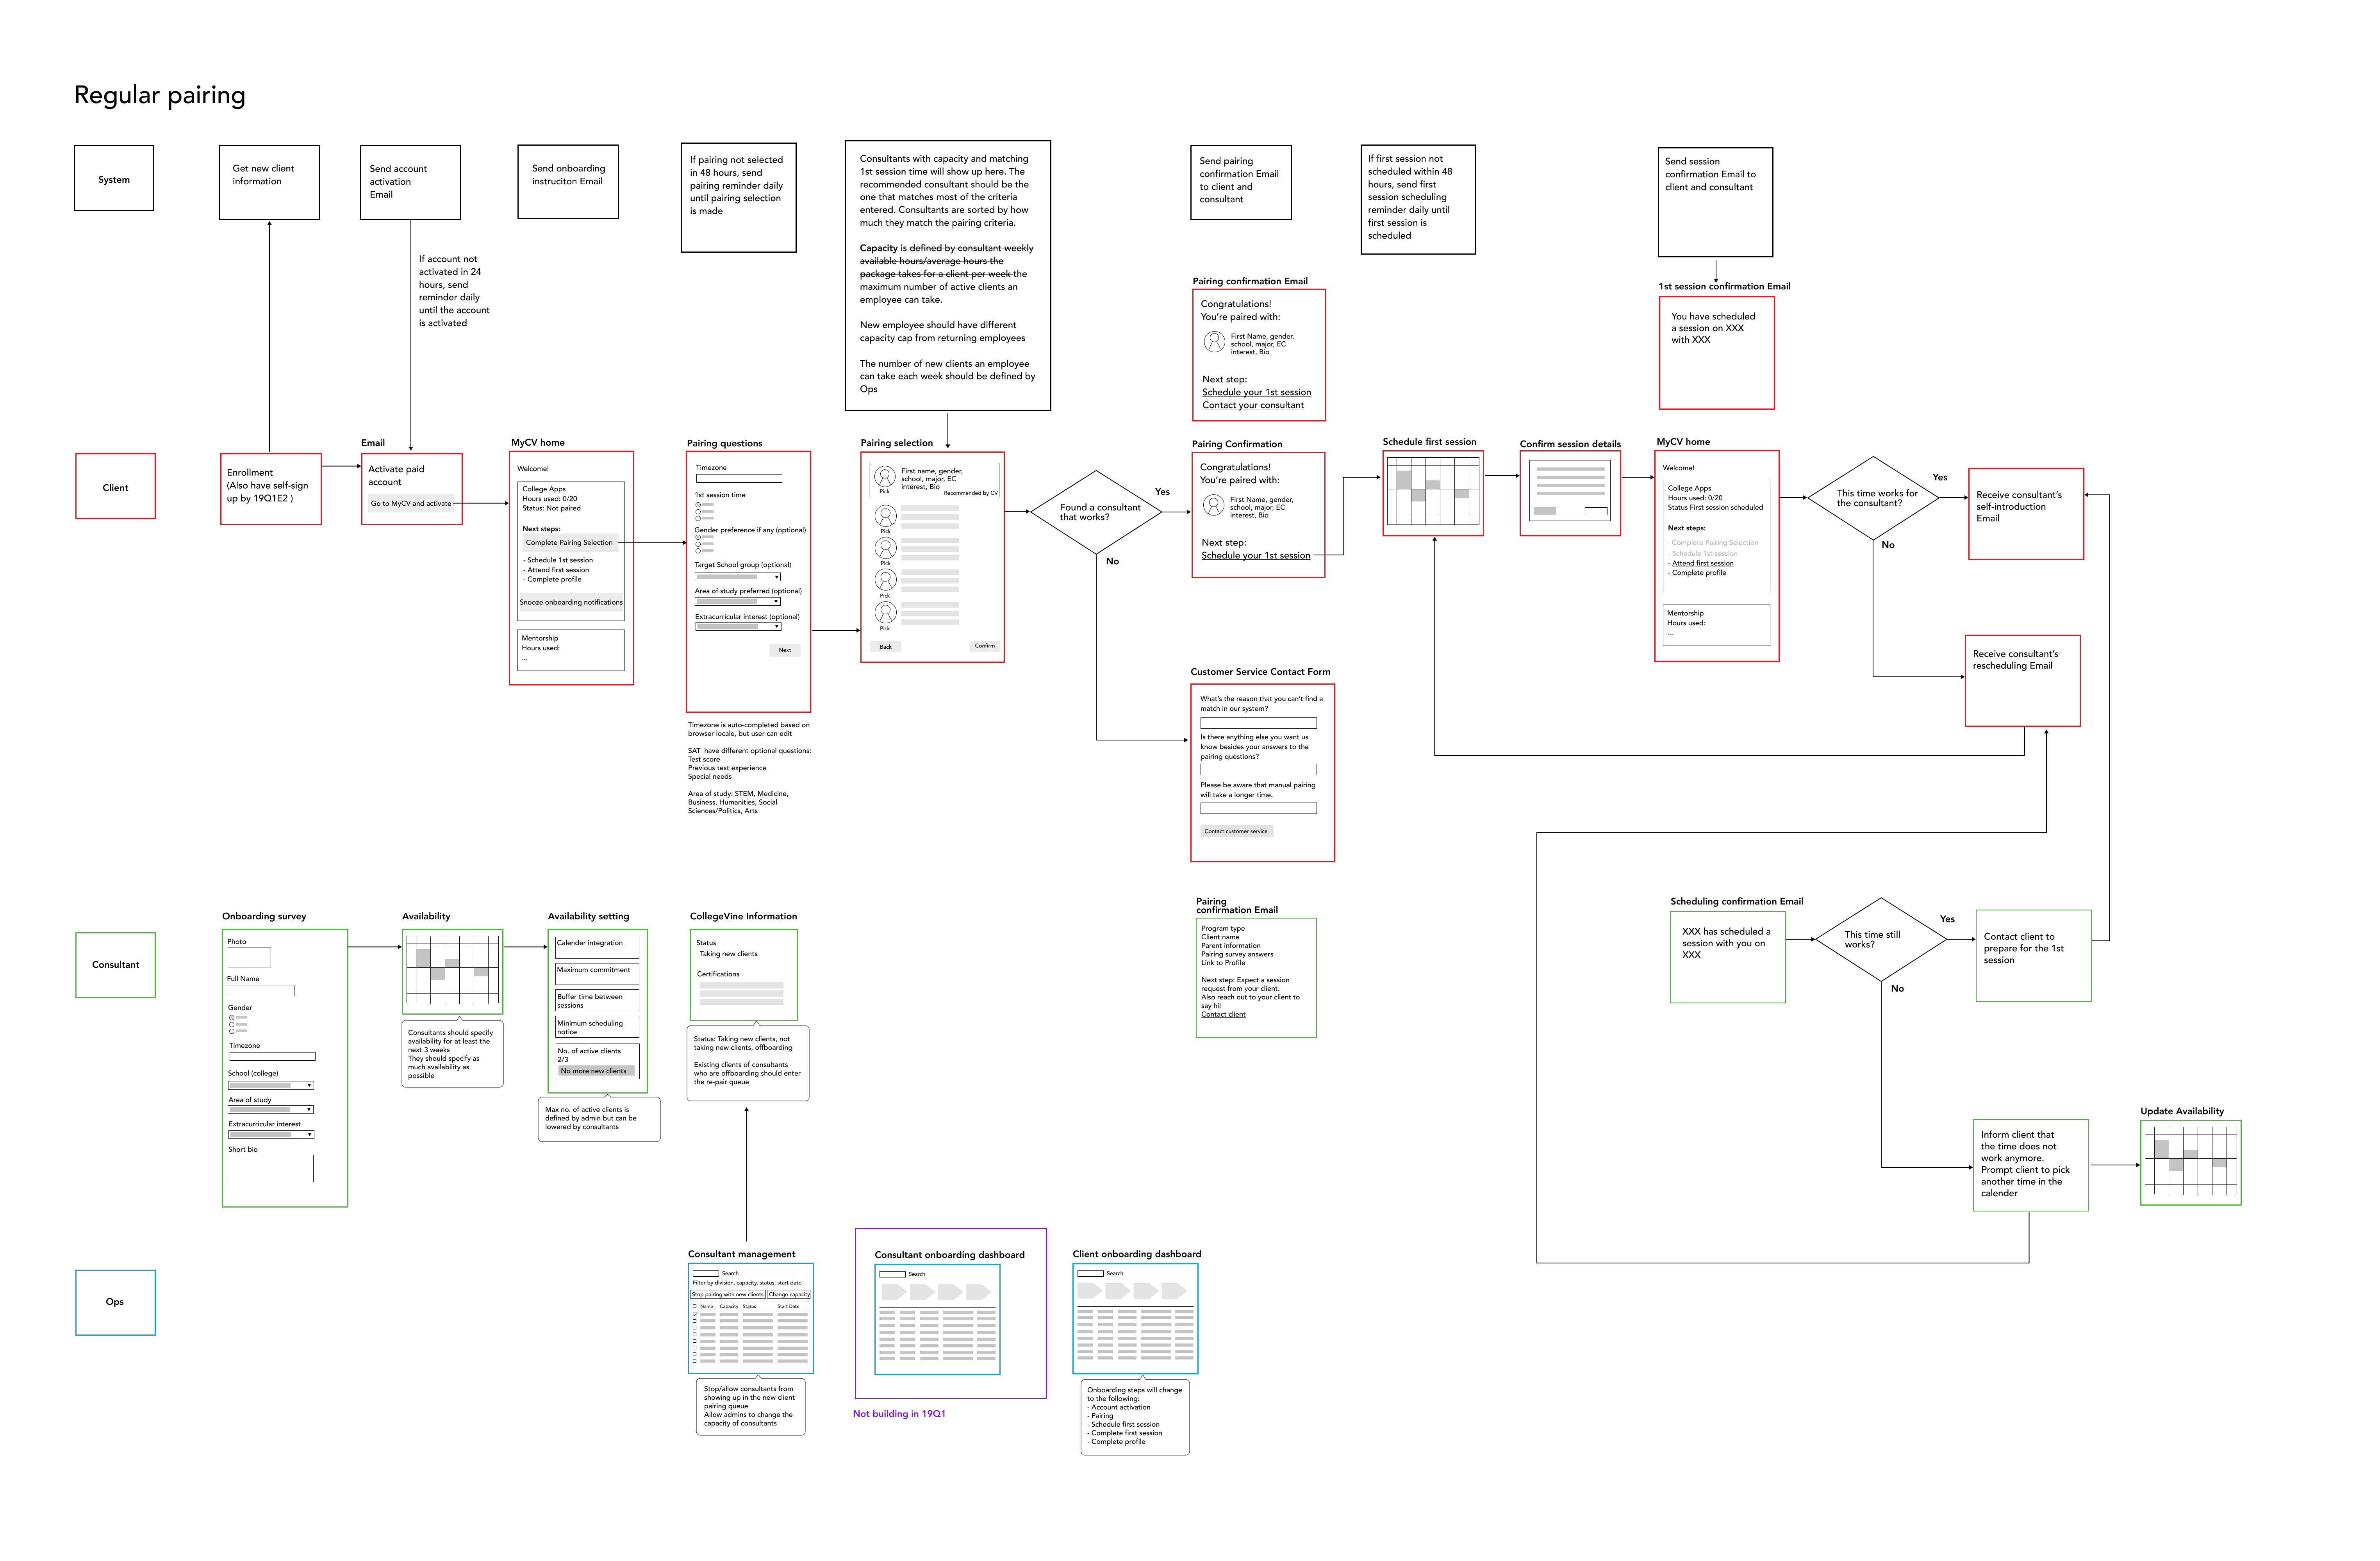 Regular pairing
System
Get new client
information
Send account
activation
Email
Send onboarding
instruciton Email
If pairing not selected
in 48 hours, send
pairing reminder daily
until pairing selection
is made
Consultants with capacity and matching
1st session time will show up here. The
recommended consultant should be the
one that matches most of the criteria
entered. Consultants are sorted by how
much they match the pairing criteria.
Capacity is defined by consultant weekly
available hours/average hours the
package takes for a client per week the
maximum number of active clients an
employee can take.
New employee should have different
capacity cap from returning employees
The number of new clients an employee
can take each week should be defined by
Ops
Send pairing
confirmation Email
to client and
consultant
If first session not
scheduled within 48
hours, send first
session scheduling
reminder daily until
first session is
scheduled
Send session
confirmation Email to
client and consultant
If account not
activated in 24
hours, send
reminder daily
until the account
is activated
Pairing confirmation Email
Congratulations!
You're paired with:
First Name, gender,
school, major, EC
interest, Bio
Next step:
Schedule your 1st session
Contact your consultant
1st session confirmation Email
You have scheduled
a session on XXX
with XXX
Client
Enrollment
(Also have self-sign
up by 19Q1E2 )
Email
Activate paid
account
Go to MyCV and activate
MyCV home
Welcome!
College Apps
Hours used: 0/20
Status: Not paired
Next steps:
Complete Pairing Selection
- Schedule 1st session
- Attend first session
- Complete profile
Snooze onboarding notifications
Mentorship
Hours used:
...
Pairing questions
Timezone
1st session time
Gender preference if any (optional)
Target School group (optional)
Area of study preferred (optional)
Extracurricular interest (optional)
Next
Timezone is auto-completed based on
browser locale, but user can edit
SAT have different optional questions:
Test score
Previous test experience
Special needs
Area of study: STEM, Medicine,
Business, Humanities, Social
Sciences/Politics, Arts
Pairing selection
First name, gender,
school, major, EC
interest, Bio
Pick
Recommended by CV
Pick
Pick
Pick
Pick
Back
Confirm
Found a consultant
that works?
Yes
No
Pairing Confirmation
Congratulations!
You're paired with:
First Name, gender,
school, major, EC
interest, Bio
Next step:
Schedule your 1st session
Customer Service Contact Form
What's the reason that you can't find a
match in our system?
Is there anything else you want us
know besides your answers to the
pairing questions?
Please be aware that manual pairing
will take a longer time.
Contact customer service
Schedule first session
Confirm session details
MyCV home
Welcome!
College Apps
Hours used: 0/20
Status First session scheduled
Next steps:
- Complete Pairing Selection
- Schedule 1st session
- Attend first session
- Complete profile
Mentorship
Hours used:
...
This time works for
the consultant?
Yes
No
Receive consultant's
self-introduction
Email
Receive consultant's
rescheduling Email
Consultant
Onboarding survey
Photo
Full Name
Gender
Timezone
School (college)
Area of study
Extracurricular interest
Short bio
Availability
Consultants should specify
availability for at least the
next 3 weeks
They should specify as
much availability as
possible
Availability setting
Calender integration
Maximum commitment
Buffer time between
sessions
Minimum scheduling
notice
No. of active clients
2/3
No more new clients
Max no. of active clients is
defined by admin but can be
lowered by consultants
CollegeVine Information
Status
Taking new clients
Certifications
Status: Taking new clients, not
taking new clients, offboarding
Existing clients of consultants
who are offboarding should enter
the re-pair queue
Pairing
confirmation Email
Program type
Client name
Parent information
Pairing survey answers
Link to Profile
Next step: Expect a session
request from your client.
Also reach out to your client to
say hi!
Contact client
Scheduling confirmation Email
XXX has scheduled a
session with you on
XXX
This time still
works?
Yes
No
Contact client to
prepare for the 1st
session
Inform client that
the time does not
work anymore.
Prompt client to pick
another time in the
calender
Update Availability
Ops
Consultant management
Search
Filter by division, capacity, status, start date
Stop pairing with new clients
Change capacity
Name Capacity Status Start Date
Stop/allow consultants from
showing up in the new client
pairing queue
Allow admins to change the
capacity of consultants
Consultant onboarding dashboard
Search
Not building in 19Q1
Client onboarding dashboard
Search
Onboarding steps will change
to the following:
- Account activation
- Pairing
- Schedule first session
- Complete first session
- Complete profile